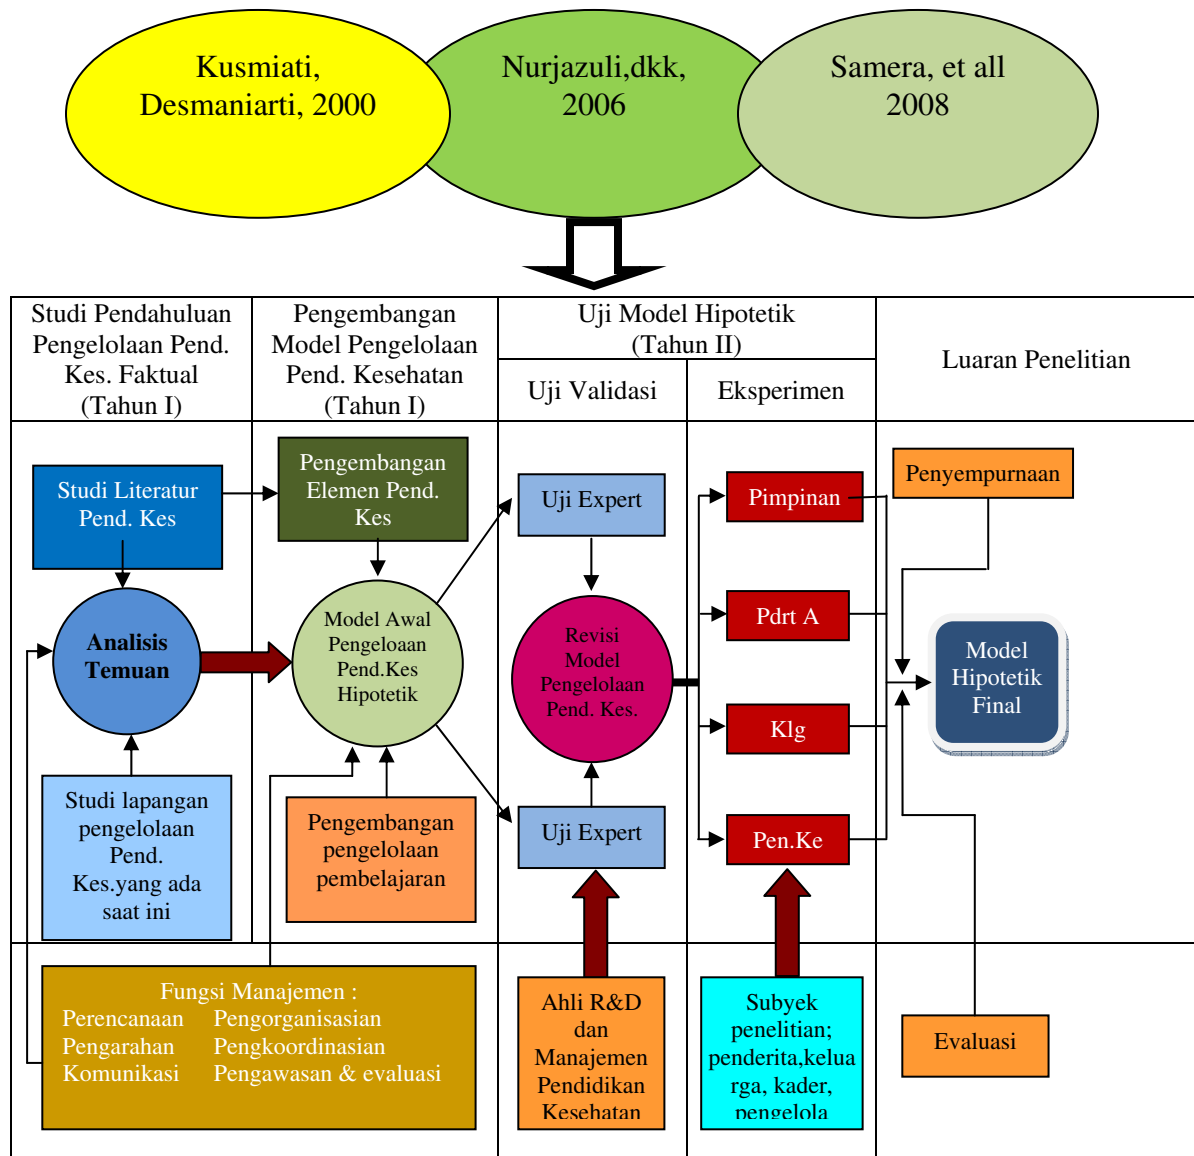 Kusmiati,
Desmaniarti, 2000
Nurjazuli,dkk,
2006
Samera, et all
2008
Studi Pendahuluan
Pengelolaan Pend.
Kes. Faktual
(Tahun I)
Pengembangan
Model Pengelolaan
Pend. Kesehatan
(Tahun I)
Uji Model Hipotetik
(Tahun II)
Uji Validasi
Eksperimen
Luaran Penelitian
Studi Literatur
Pend. Kes
Analisis
Temuan
Studi lapangan
pengelolaan
Pend.
Kes.yang ada
saat ini
Pengembangan
Elemen Pend.
Kes
Model Awal
Pengeloaan
Pend.Kes
Hipotetik
Pengembangan
pengelolaan
pembelajaran
Uji Expert
Revisi
Model
Pengelolaan
Pend. Kes.
Uji Expert
Pimpinan
Pdrt A
Klg
Pen.Ke
Penyempurnaan
Model
Hipotetik
Final
Fungsi Manajemen :
Perencanaan Pengorganisasian
Pengarahan Pengkoordinasian
Komunikasi Pengawasan & evaluasi
Ahli R&D
dan
Manajemen
Pendidikan
Kesehatan
Subyek
penelitian;
penderita,kelua
rga, kader,
pengelola
Evaluasi